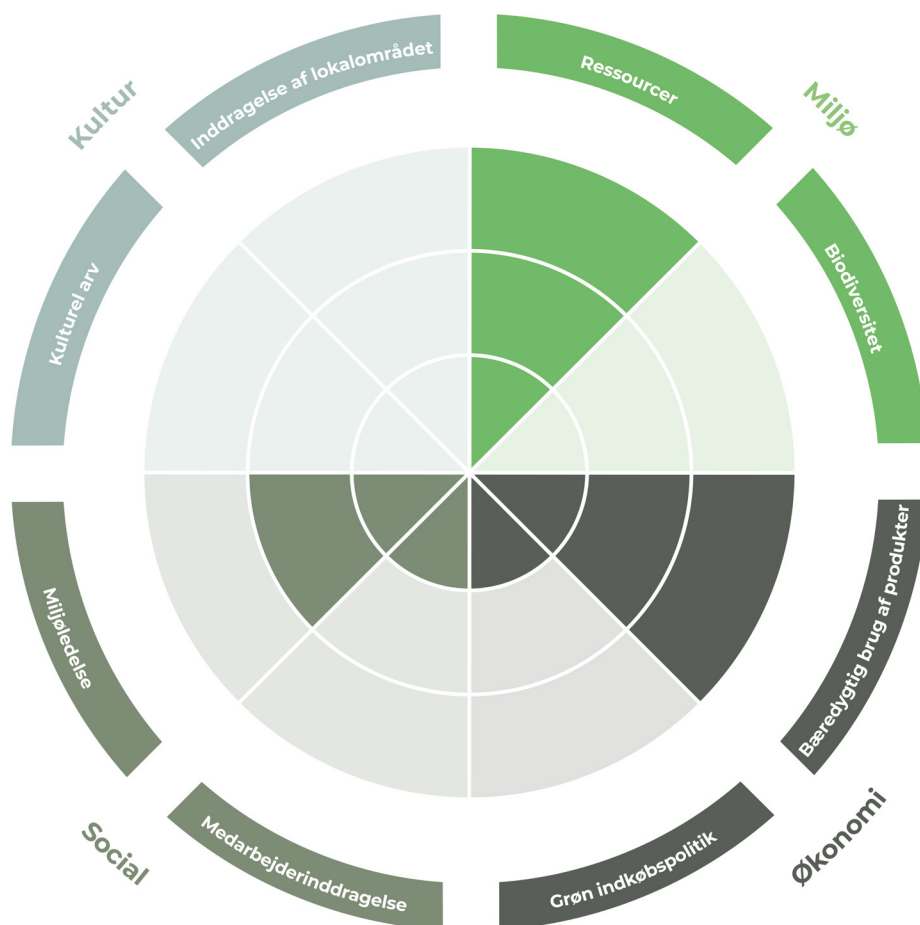 Kultur
Inddragelse af lokalområdet
Ressourcer
Miljø
Kulturel arv
Biodiversitet
Miljøledelse
Bæredygtig brug af produkter
Social
Medarbejderinddragelse
Grøn indkøbspolitik
Økonomi